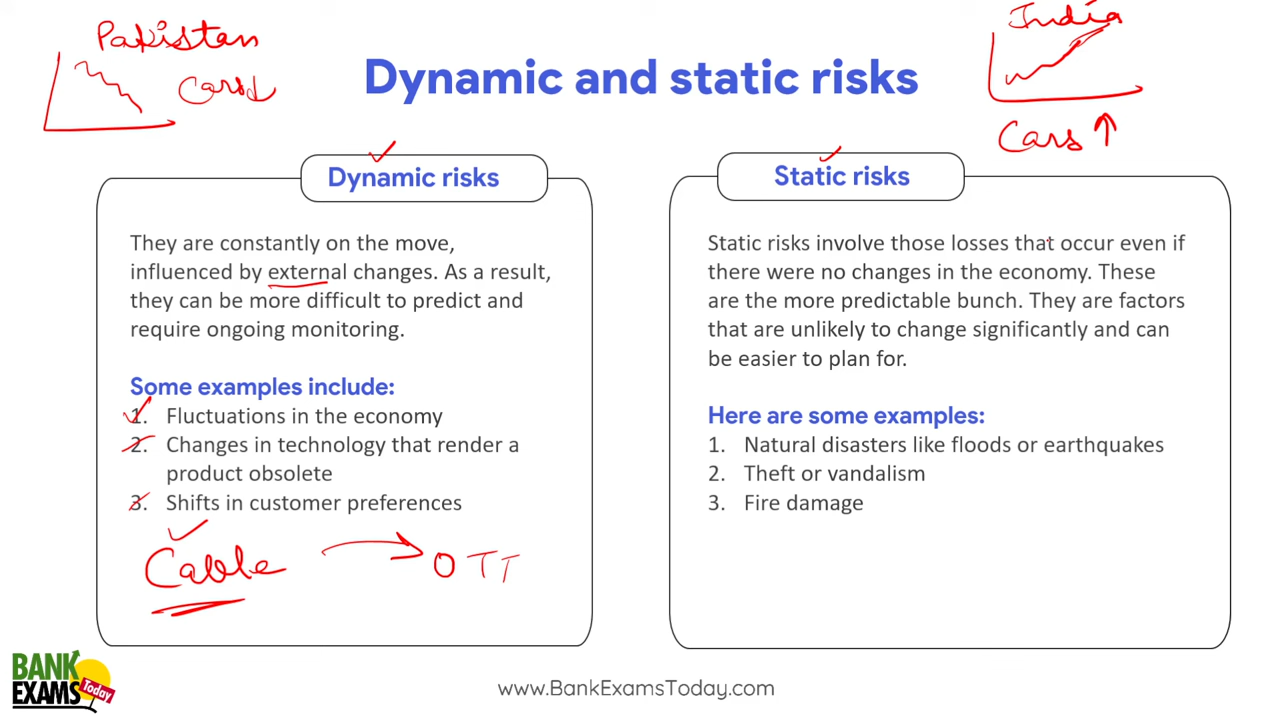 Pakistan
Cars↓
India
Cars ↑
Dynamic and static risks
Dynamic risks
They are constantly on the move,
influenced by external changes. As a result,
they can be more difficult to predict and
require ongoing monitoring.
Some examples include:
1. Fluctuations in the economy
2. Changes in technology that render a
product obsolete
3. Shifts in customer preferences
Cable → OTT
Static risks
Static risks involve those losses that occur even if
there were no changes in the economy. These
are the more predictable bunch. They are factors
that are unlikely to change significantly and can
be easier to plan for.
Here are some examples:
1. Natural disasters like floods or earthquakes
2. Theft or vandalism
3. Fire damage
BANK
EXAMS
Today
www.BankExamsToday.com